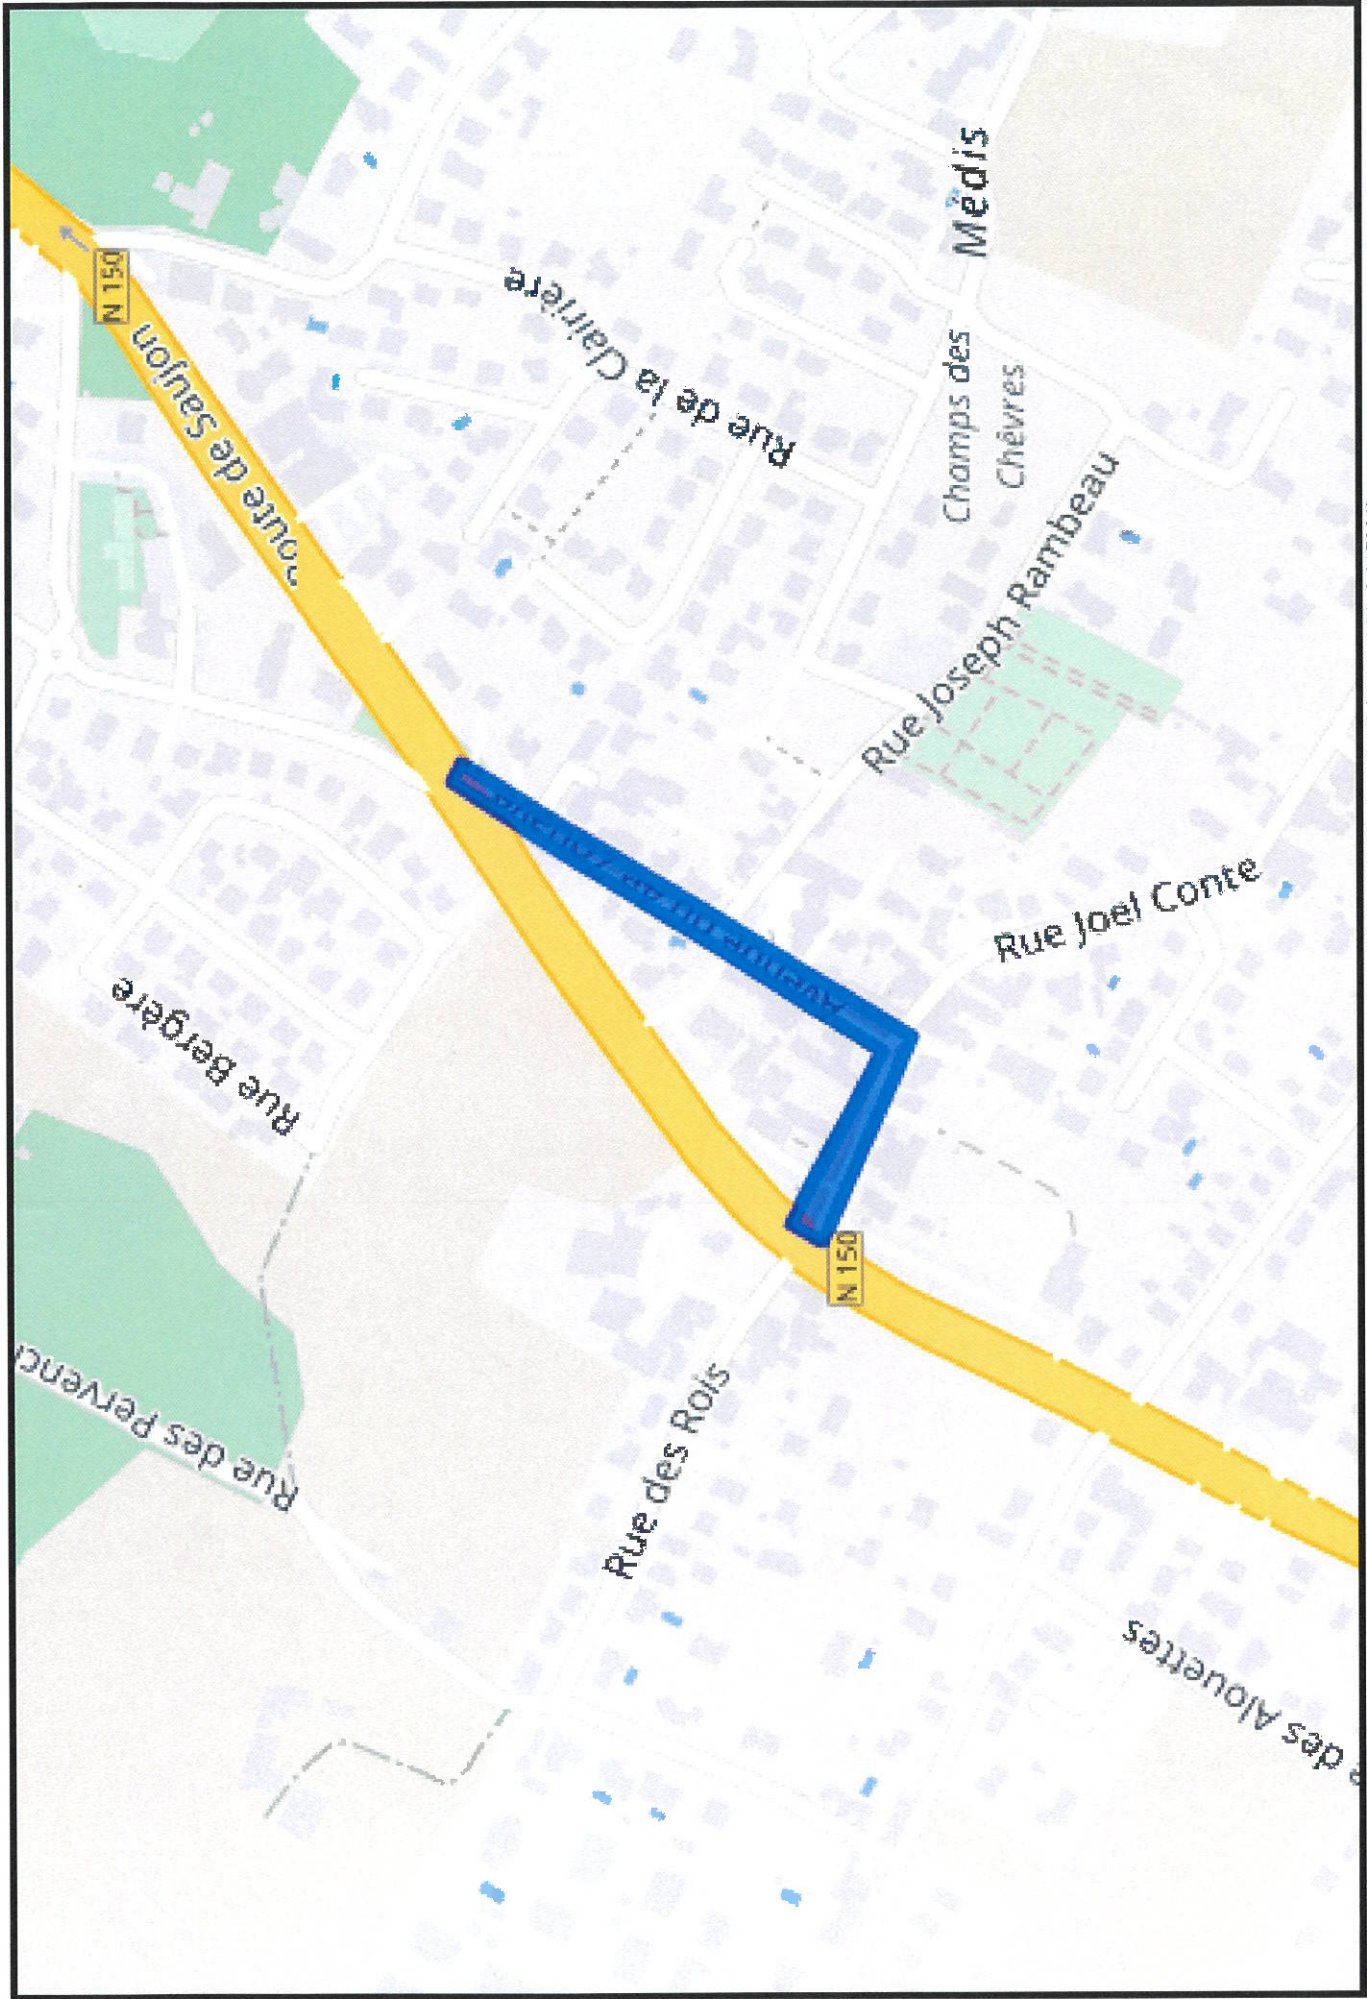 N 150
Route de Saujon
Rue de la Clairière
Médis
Champs des
Chèvres
Rue Joseph Rambeau
Rue Joel Conte
Avenue
Rue Bergère
N 150
Rue des Rois
Rue des Pervenc
des Alouettes